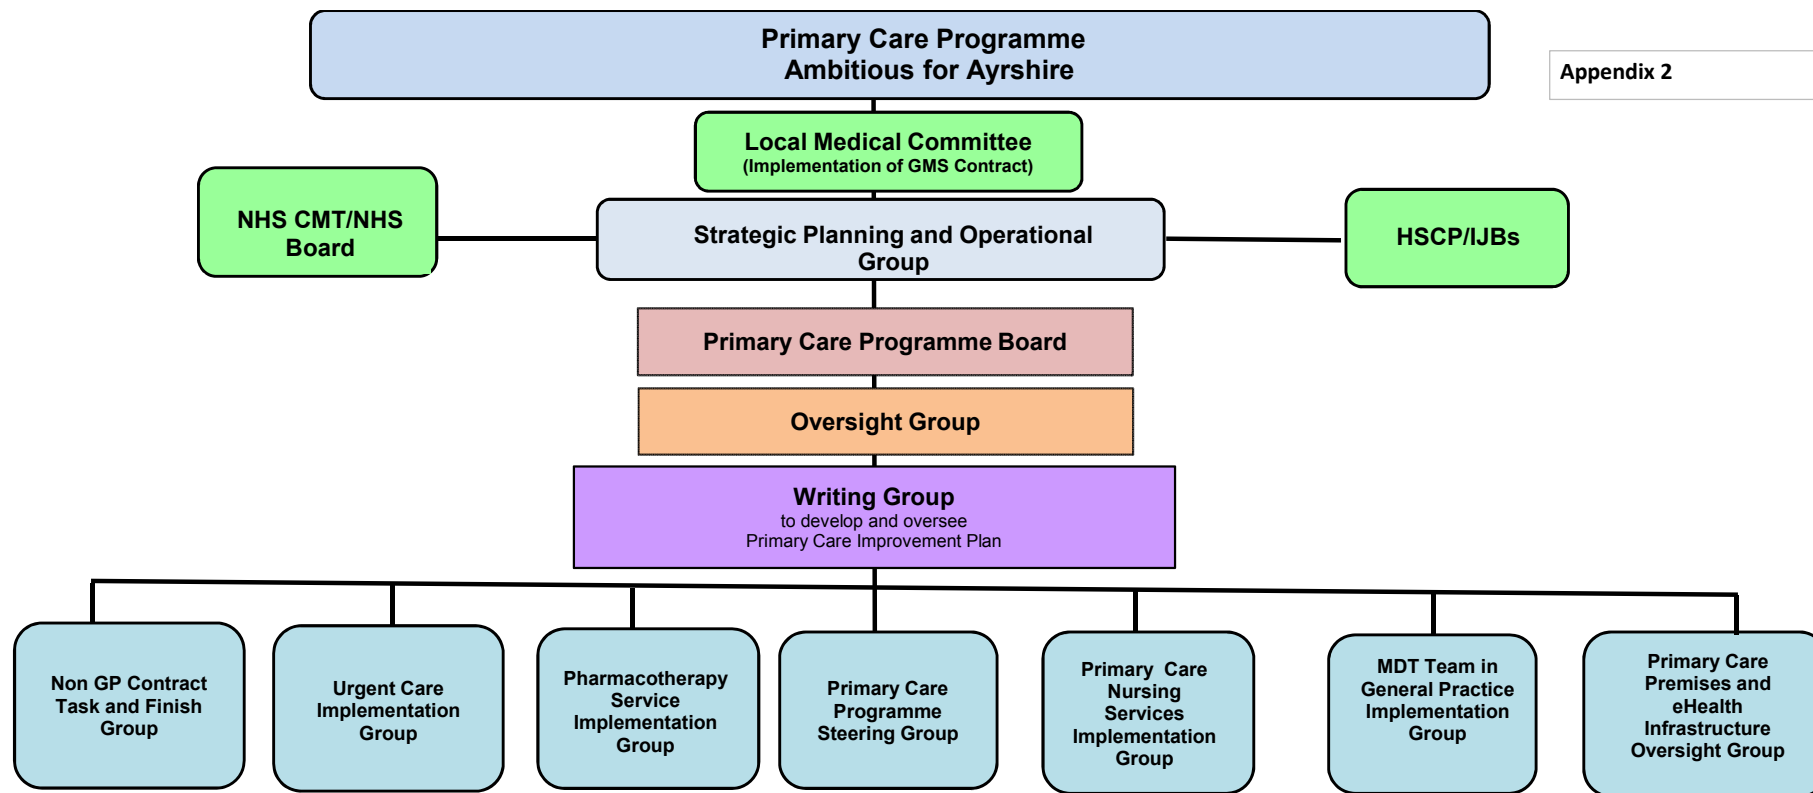 Primary Care Programme
Ambitious for Ayrshire
Appendix 2
Local Medical Committee
(Implementation of GMS Contract)
NHS CMT/NHS
Board
Strategic Planning and Operational
Group
HSCP/IJBs
Primary Care Programme Board
Oversight Group
Writing Group
to develop and oversee
Primary Care Improvement Plan
Non GP Contract
Task and Finish
Group
Urgent Care
Implementation
Group
Pharmacotherapy
Service
Implementation
Group
Primary Care
Programme
Steering Group
Primary Care
Nursing
Services
Implementation
Group
MDT Team in
General Practice
Implementation
Group
Primary Care
Premises and
eHealth
Infrastructure
Oversight Group